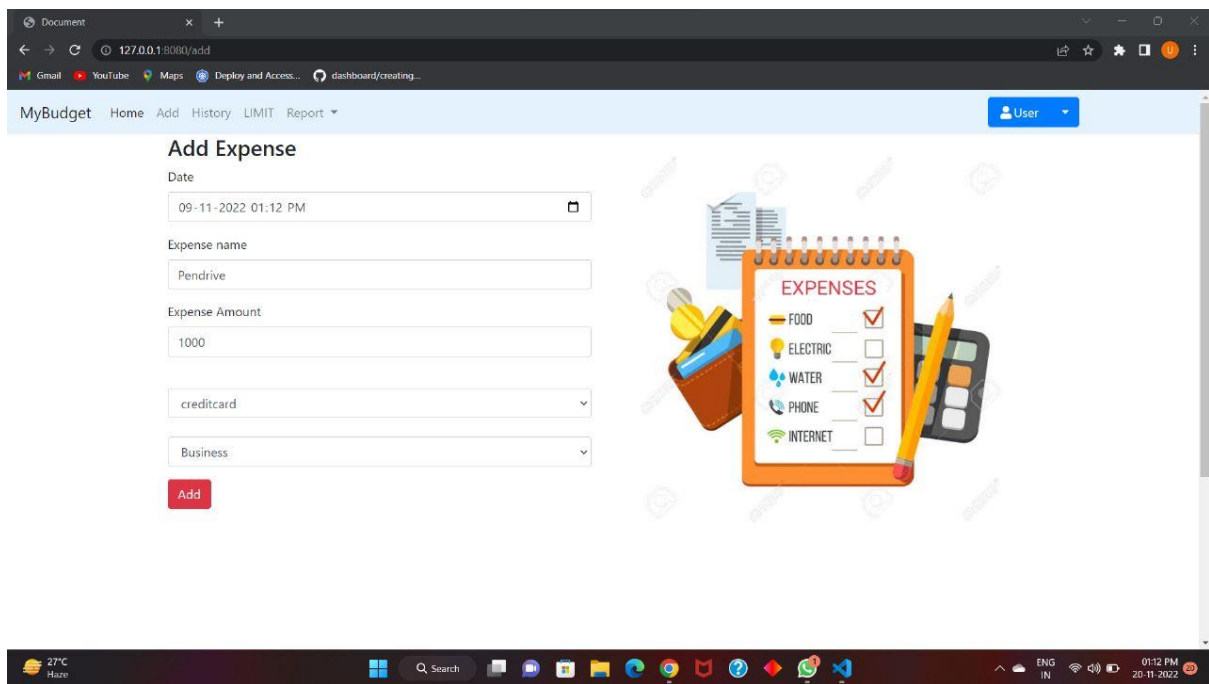 Document
127.0.0.1:8080/add
Gmail YouTube Maps Deploy and Access... dashboard/creating...
MyBudget Home Add History LIMIT Report User
Add Expense
Date
09-11-2022 01:12 PM
Expense name
Pendrive
Expense Amount
1000
creditcard
Business
Add
EXPENSES
FOOD
ELECTRIC
WATER
PHONE
INTERNET
27°C
Haze
Search
ENG
IN
01:12 PM
20-11-2022
20
U